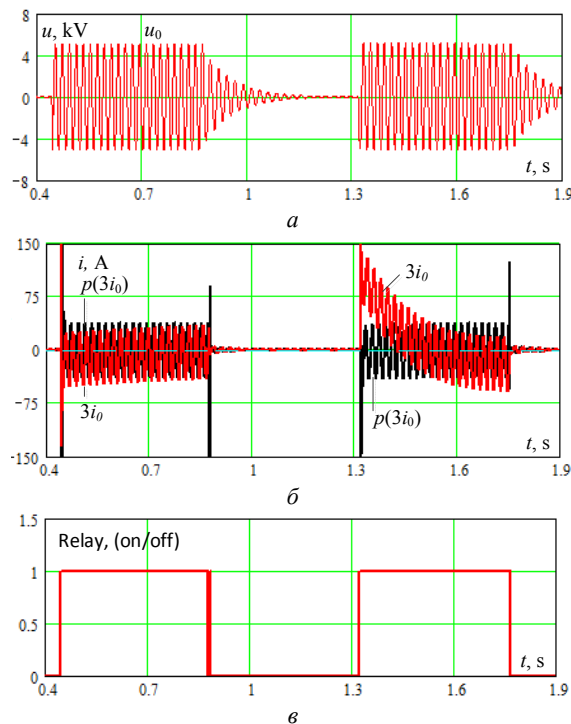 8
u, kV
u₀
4
0
-4
-8
t, s
0.4 0.7 1 1.3 1.6 1.9
а
150
i, A
p(3i₀)
3i₀
75
0
-75
3i₀
p(3i₀)
-150
t, s
0.4 0.7 1 1.3 1.6 1.9
б
1.5
Relay, (on/off)
1
0.5
t, s
0
0.4 0.7 1 1.3 1.6 1.9
в